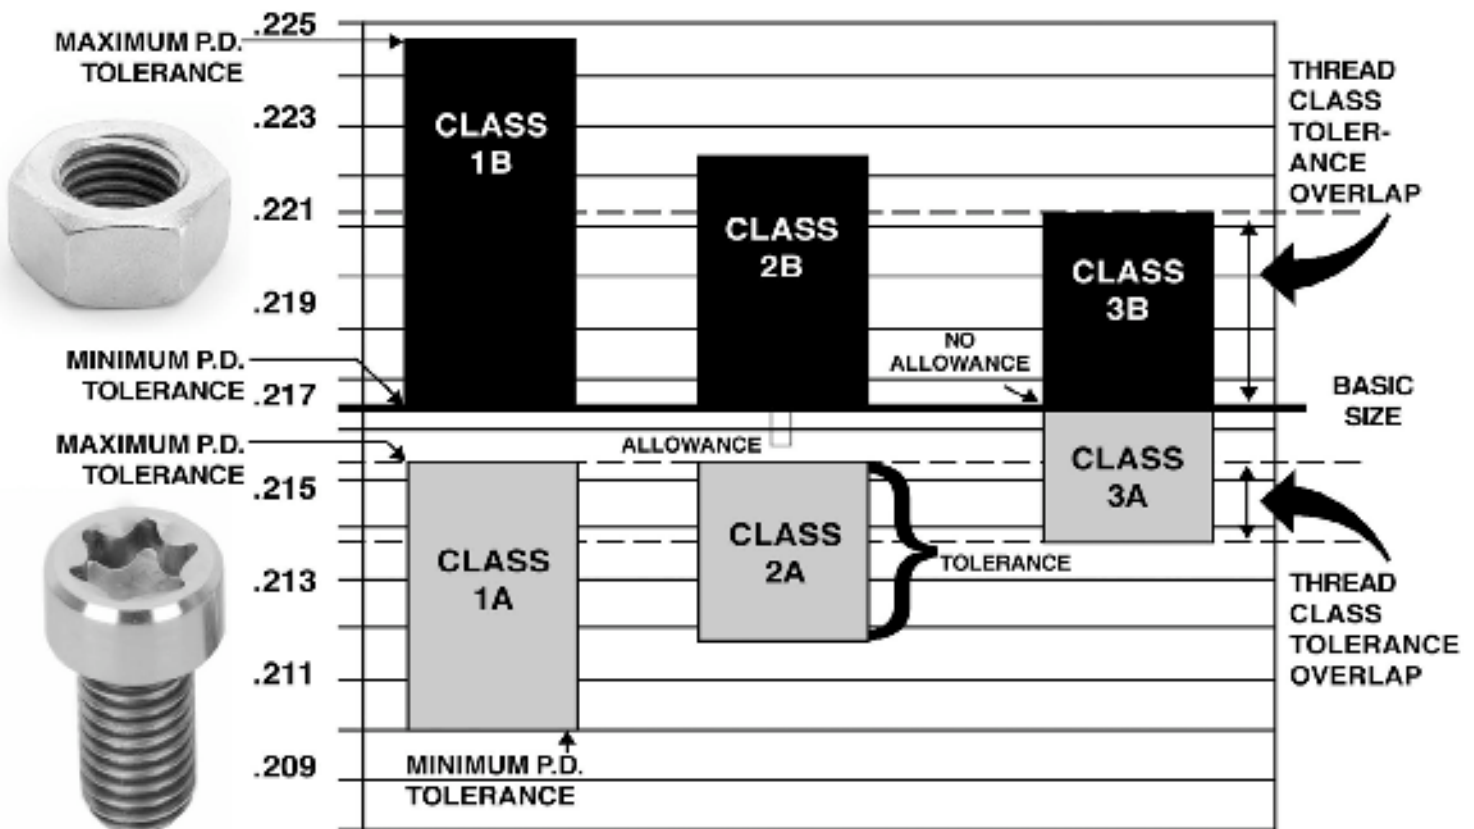 .225
MAXIMUM P.D.
TOLERANCE
CLASS
1B
THREAD
CLASS
TOLER-
ANCE
OVERLAP
.223
.221
CLASS
2B
CLASS
3B
.219
NO
ALLOWANCE
MINIMUM P.D.
TOLERANCE
.217
BASIC
SIZE
MAXIMUM P.D.
TOLERANCE
ALLOWANCE
.215
CLASS
3A
CLASS
1A
CLASS
2A
TOLERANCE
.213
THREAD
CLASS
TOLERANCE
OVERLAP
.211
.209
MINIMUM P.D.
TOLERANCE